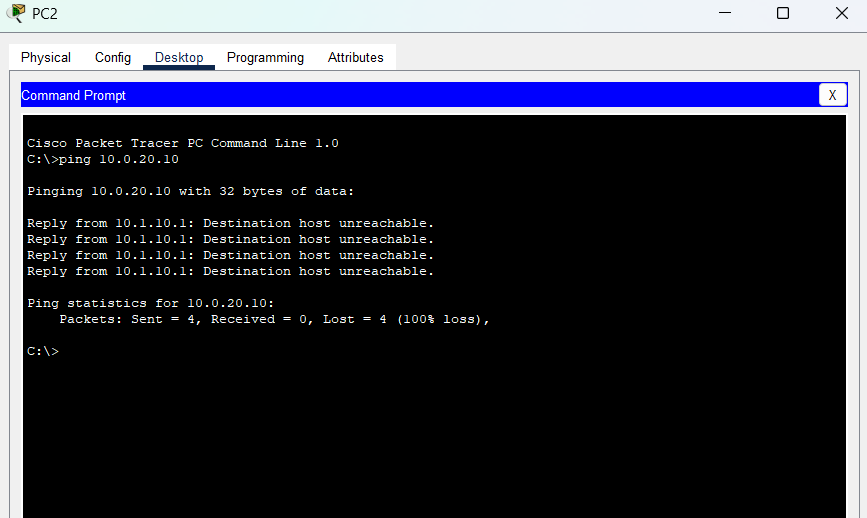 PC2
Physical Config Desktop Programming Attributes
Command Prompt
X
Cisco Packet Tracer PC Command Line 1.0
C:\>ping 10.0.20.10
Pinging 10.0.20.10 with 32 bytes of data:
Reply from 10.1.10.1: Destination host unreachable.
Reply from 10.1.10.1: Destination host unreachable.
Reply from 10.1.10.1: Destination host unreachable.
Reply from 10.1.10.1: Destination host unreachable.
Ping statistics for 10.0.20.10:
    Packets: Sent = 4, Received = 0, Lost = 4 (100% loss),
C:\>